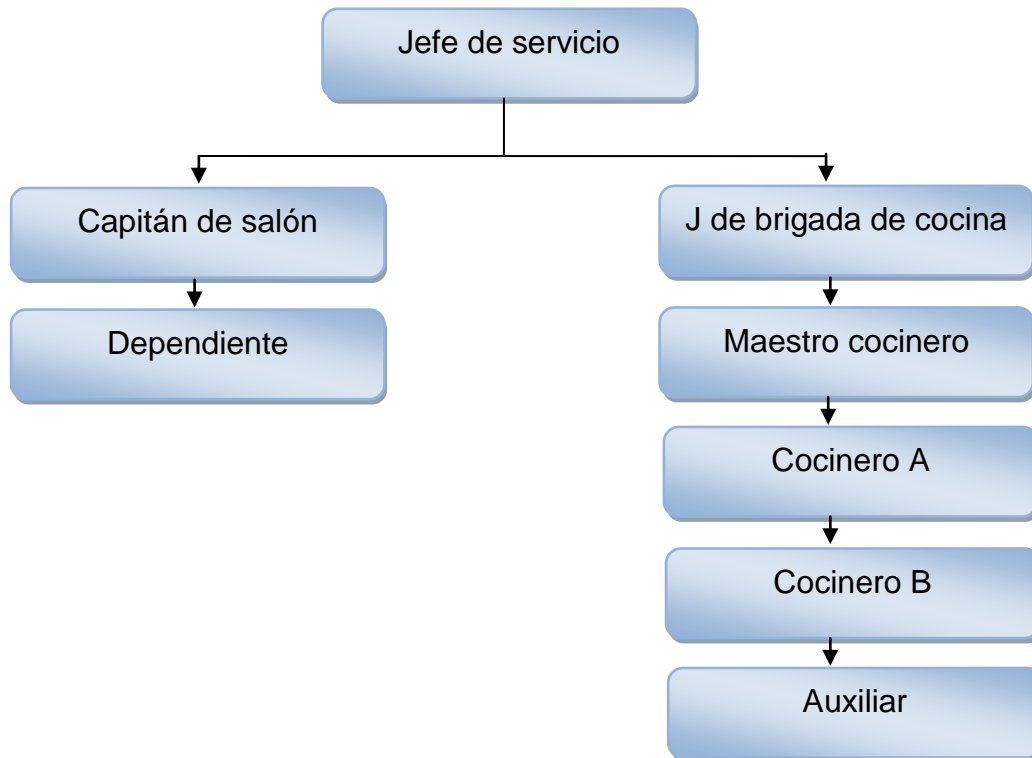 Jefe de servicio
Capitán de salón
J de brigada de cocina
Dependiente
Maestro cocinero
Cocinero A
Cocinero B
Auxiliar